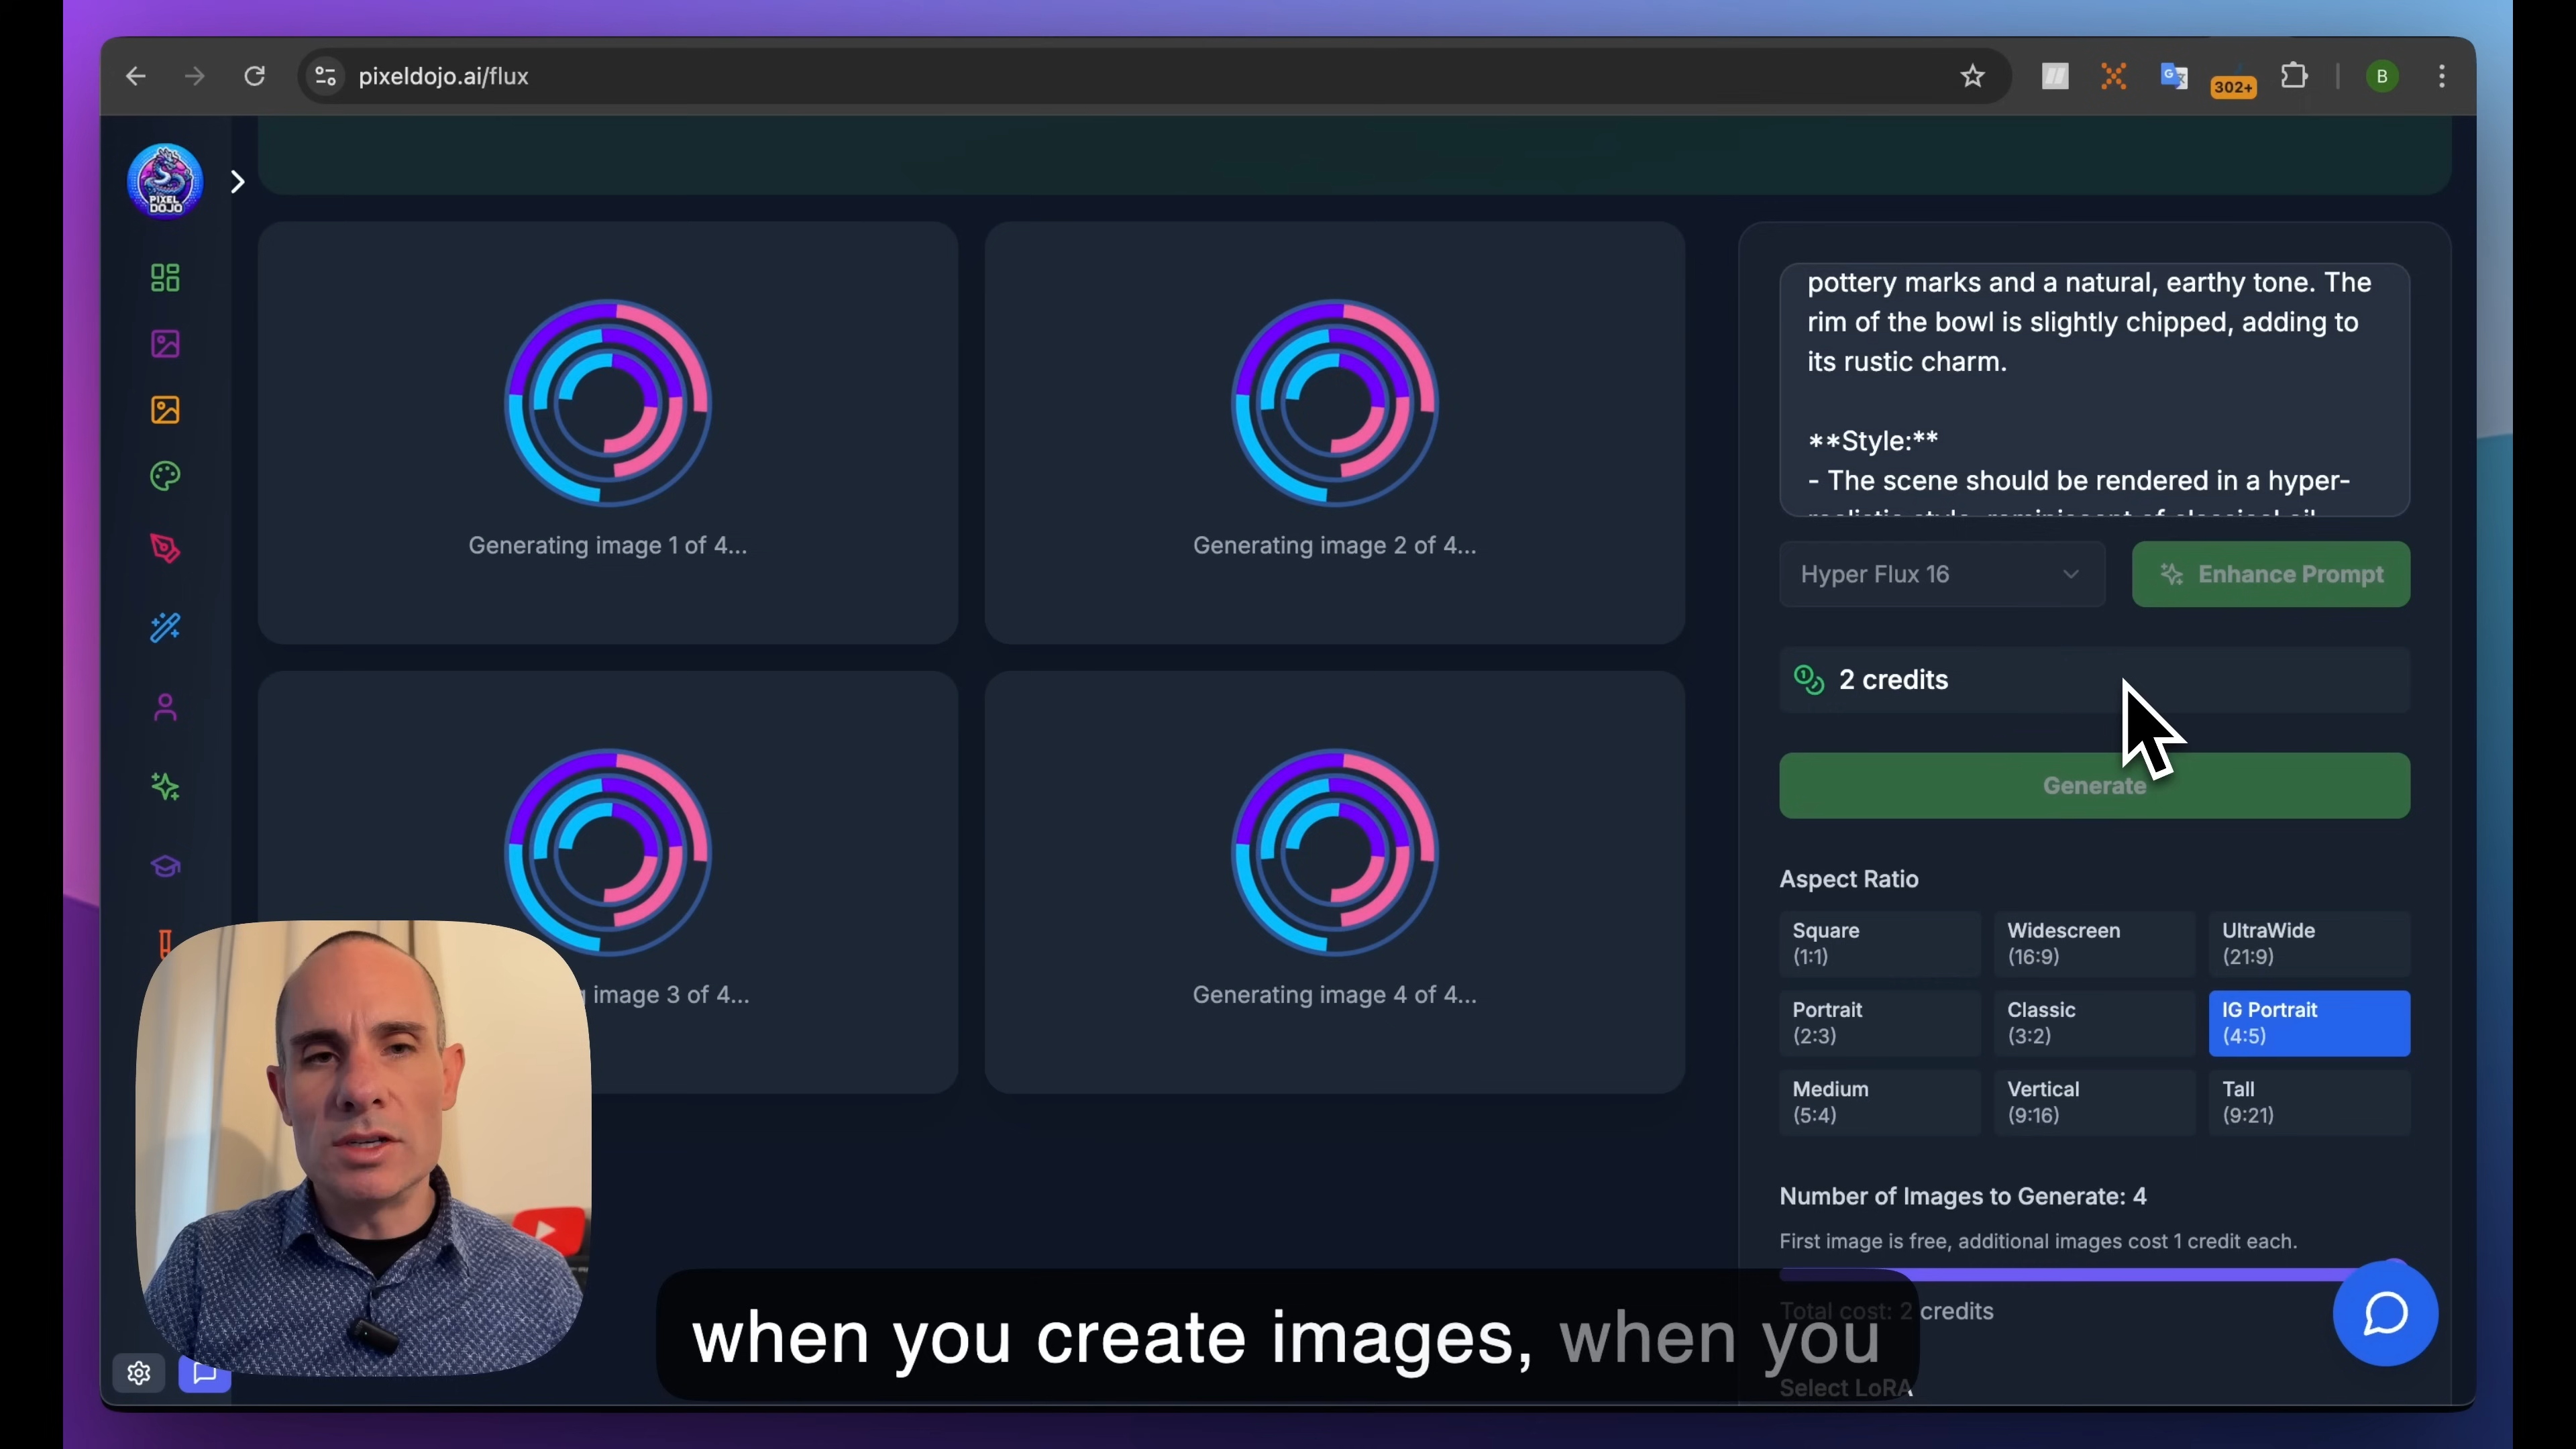 pixeldojo.ai/flux
302+
B
PIXEL
DOJO
pottery marks and a natural, earthy tone. The
rim of the bowl is slightly chipped, adding to
its rustic charm.
**Style:**
- The scene should be rendered in a hyper-
Hyper Flux 16
Enhance Prompt
2 credits
Generate
Generating image 1 of 4...
Generating image 2 of 4...
image 3 of 4...
Generating image 4 of 4...
Aspect Ratio
Square
(1:1)
Widescreen
(16:9)
UltraWide
(21:9)
Portrait
(2:3)
Classic
(3:2)
IG Portrait
(4:5)
Medium
(5:4)
Vertical
(9:16)
Tall
(9:21)
Number of Images to Generate: 4
First image is free, additional images cost 1 credit each.
Total cost: 2 credits
when you create images, when you
Select LoRA